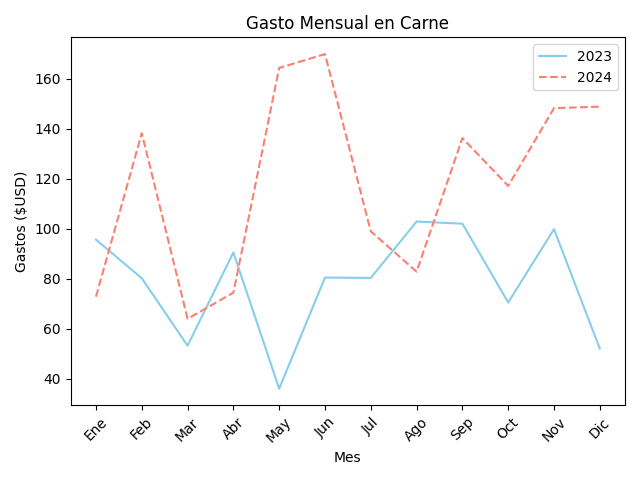 Gasto Mensual en Carne
2023
2024
Gastos ($USD)
160
140
120
100
80
60
40
Ene
Feb
Mar
Abr
May
Jun
Jul
Ago
Sep
Oct
Nov
Dic
Mes